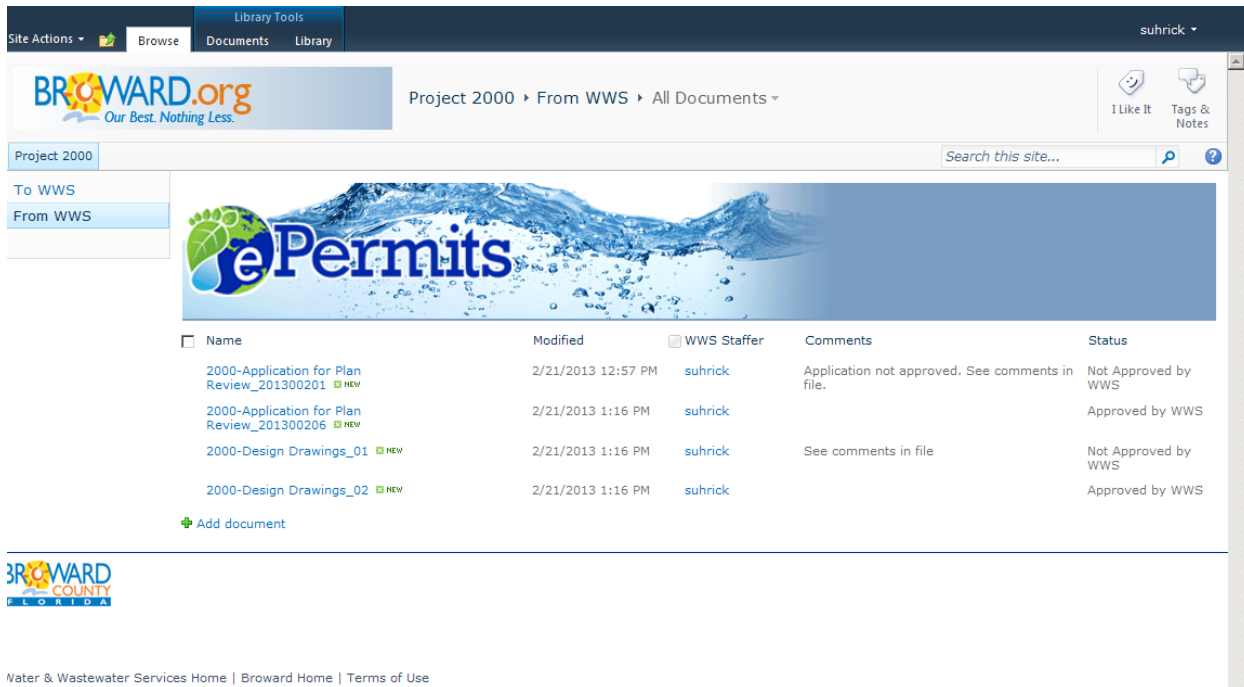 Library Tools
Site Actions
Browse
Documents
Library
suhrick
BROWARD.org
Our Best. Nothing Less.
Project 2000 From WWS All Documents
I Like It
Tags &
Notes
Project 2000
Search this site...
?
To WWS
From WWS
ePermits
Name Modified WWS Staffer Comments Status
2000-Application for Plan
Review_201300201 NEW
2/21/2013 12:57 PM
suhrick
Application not approved. See comments in
file.
Not Approved by
WWS
2000-Application for Plan
Review_201300206 NEW
2/21/2013 1:16 PM
suhrick
Approved by WWS
2000-Design Drawings_01 NEW
2/21/2013 1:16 PM
suhrick
See comments in file
Not Approved by
WWS
2000-Design Drawings_02 NEW
2/21/2013 1:16 PM
suhrick
Approved by WWS
Add document
BROWARD
COUNTY
FLORIDA
Water & Wastewater Services Home | Broward Home | Terms of Use